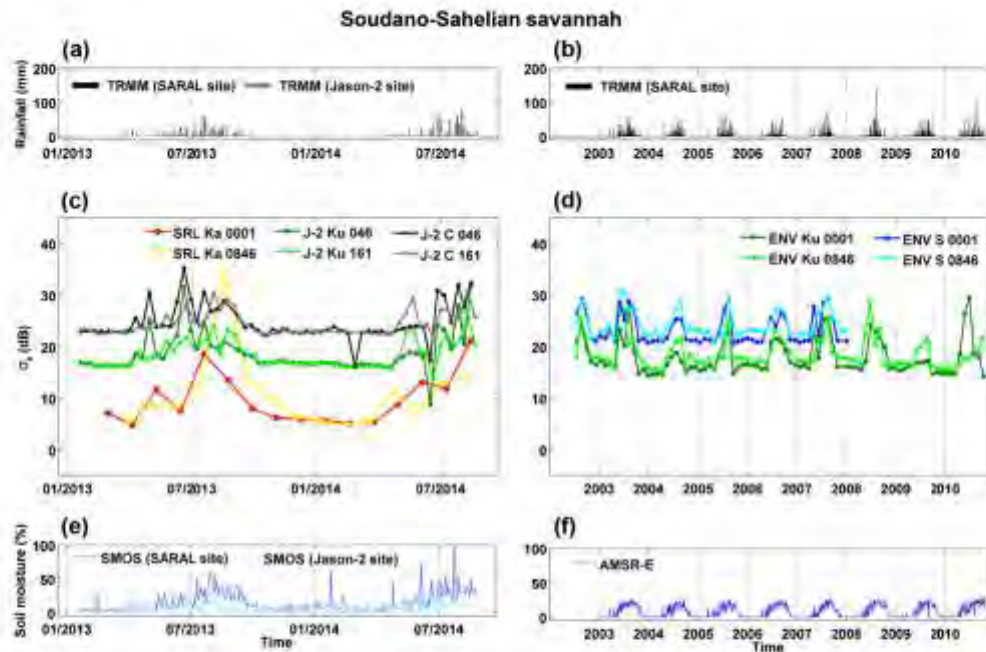 Soudano-Sahelian savannah
(a)
200
TRMM (SARAL site) TRMM (Jason-2 site)
100
0
Rainfall (mm)
01/2013 07/2013 01/2014 07/2014
(b)
200
TRMM (SARAL site)
100
0
2003 2004 2005 2006 2007 2008 2009 2010
(c)
SRL Ka 0001 J-2 Ku 046 J-2 C 046
SRL Ka 0846 J-2 Ku 161 J-2 C 161
40
30
20
10
0
σ0 (dB)
01/2013 07/2013 01/2014 07/2014
(d)
ENV Ku 0001 ENV S 0001
ENV Ku 0846 ENV S 0846
40
30
20
10
0
2003 2004 2005 2006 2007 2008 2009 2010
(e)
100
SMOS (SARAL site) SMOS (Jason-2 site)
50
0
Soil moisture (%)
01/2013 07/2013 01/2014 07/2014
Time
(f)
100
AMSR-E
50
0
2003 2004 2005 2006 2007 2008 2009 2010
Time